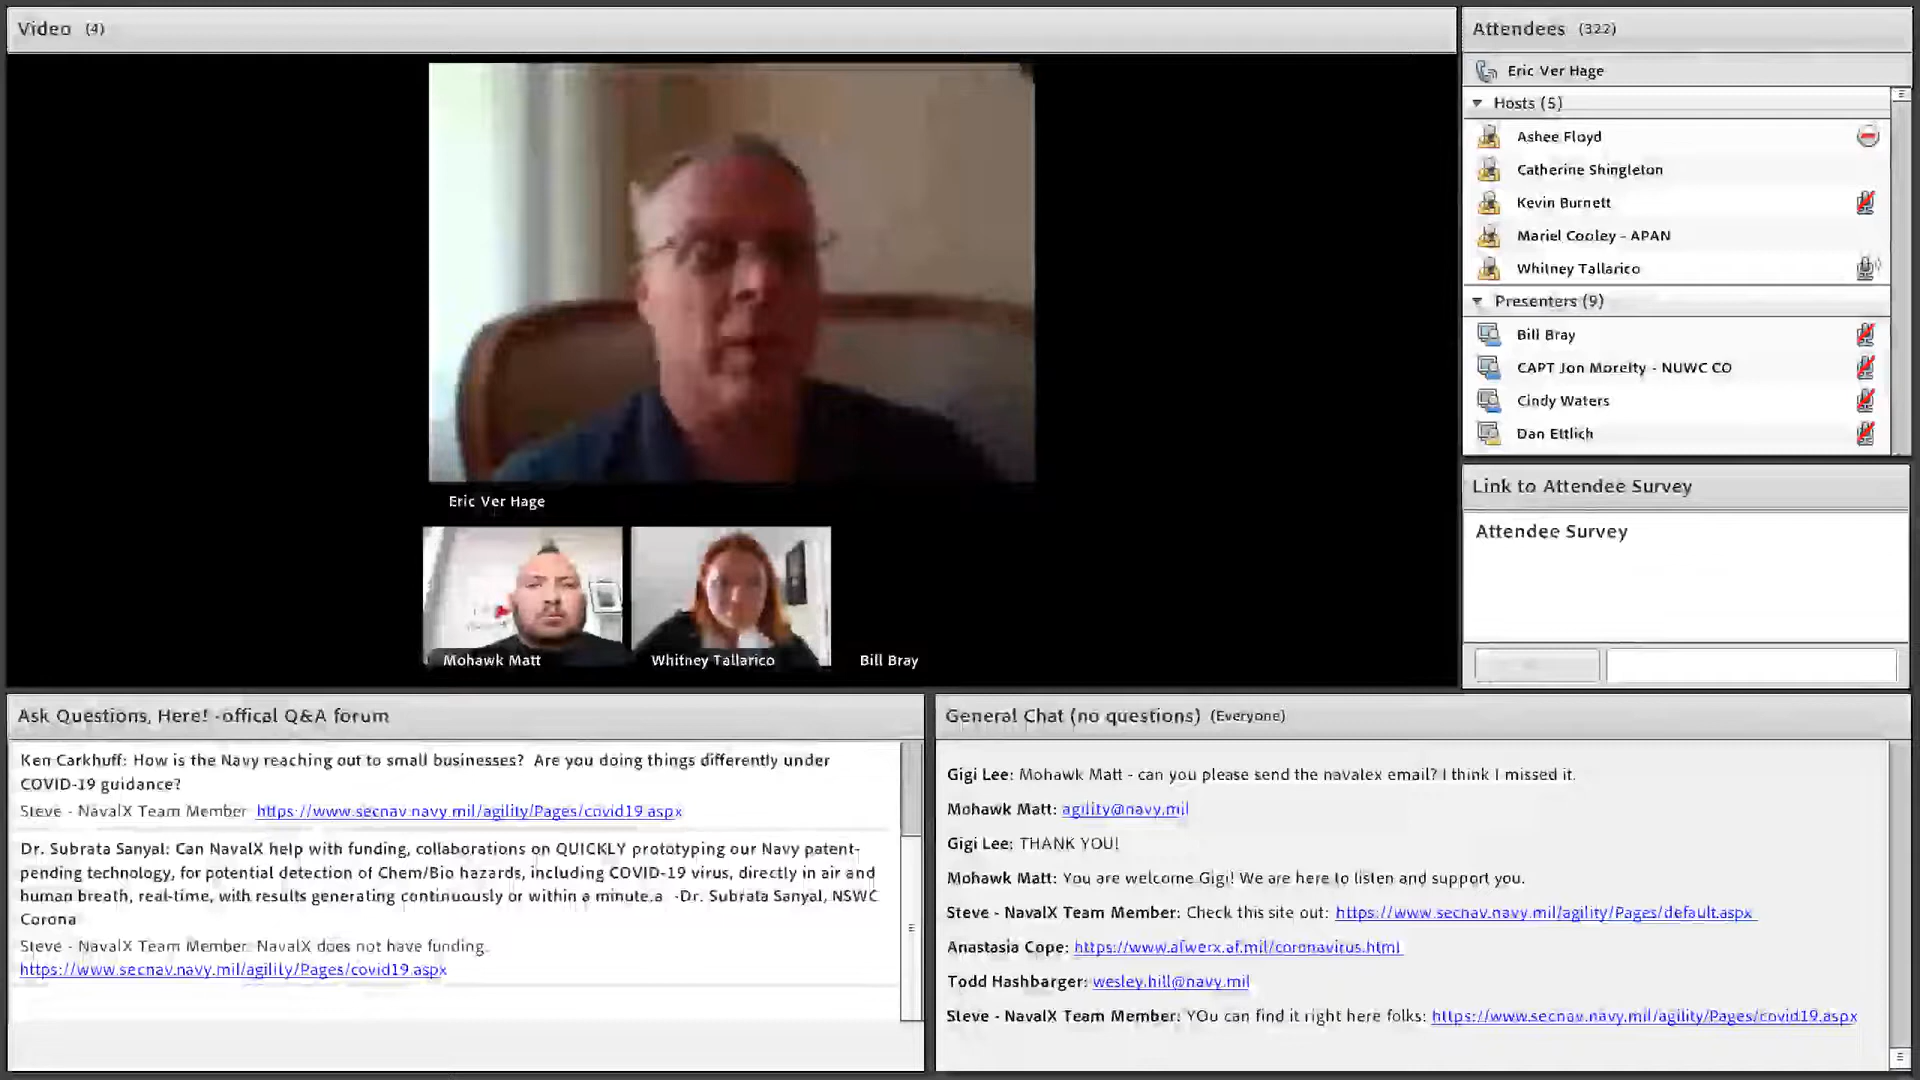 Video (4)
Eric Ver Hage
Mohawk Matt
Whitney Tallarico
Bill Bray
Attendees (322)
Eric Ver Hage
Hosts (5)
Ashee Floyd
Catherine Shingleton
Kevin Burnett
Mariel Cooley - APAN
Whitney Tallarico
Presenters (9)
Bill Bray
CAPT Jon Moreity - NUWC CO
Cindy Waters
Dan Ettlich
Link to Attendee Survey
Attendee Survey
Ask Questions, Here! -offical Q&A forum
Ken Carkhuff: How is the Navy reaching out to small businesses? Are you doing things differently under
COVID-19 guidance?
Steve - NavalX Team Member: https://www.secnav.navy.mil/agility/Pages/covid19.aspx
Dr. Subrata Sanyal: Can NavalX help with funding, collaborations on QUICKLY prototyping our Navy patent-
pending technology, for potential detection of Chem/Bio hazards, including COVID-19 virus, directly in air and
human breath, real-time, with results generating continuously or within a minute.a -Dr. Subrata Sanyal, NSWC
Corona
Steve - NavalX Team Member: NavalX does not have funding.
https://www.secnav.navy.mil/agility/Pages/covid19.aspx
General Chat (no questions) (Everyone)
Gigi Lee: Mohawk Matt - can you please send the navalex email? I think I missed it.
Mohawk Matt: agility@navy.mil
Gigi Lee: THANK YOU!
Mohawk Matt: You are welcome Gigi! We are here to listen and support you.
Steve - NavalX Team Member: Check this site out: https://www.secnav.navy.mil/agility/Pages/default.aspx
Anastasia Cope: https://www.afwerx.af.mil/coronavirus.html
Todd Hashbarger: wesley.hill@navy.mil
Steve - NavalX Team Member: YOu can find it right here folks: https://www.secnav.navy.mil/agility/Pages/covid19.aspx